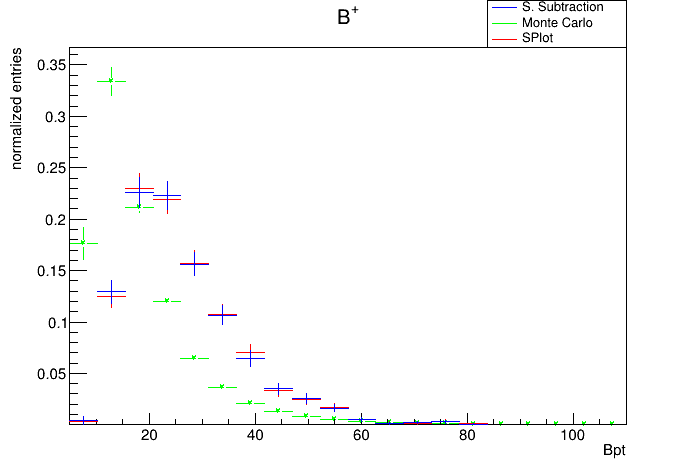 B+
S. Subtraction
Monte Carlo
SPlot
normalized entries
0.35
0.3
0.25
0.2
0.15
0.1
0.05
20 40 60 80 100
Bpt